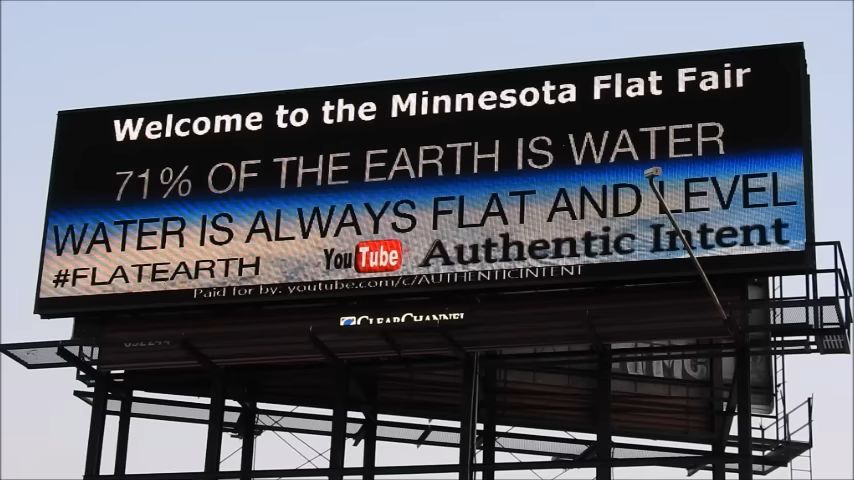 Welcome to the Minnesota Flat Fair
71% OF THE EARTH IS WATER
WATER IS ALWAYS FLAT AND LEVEL
#FLATEARTH YouTube Authentic Intent
Paid for by: youtube.com/c/AUTHENTICINTENT
CLEARCHANNEL